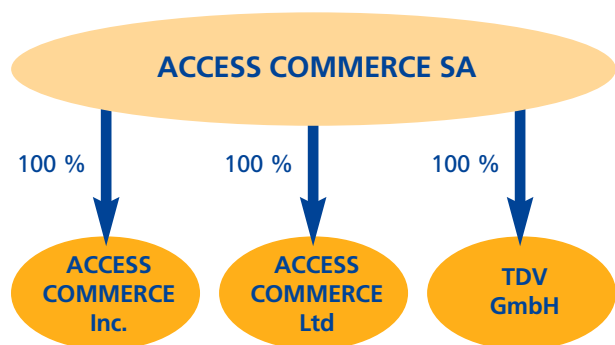 ACCESS COMMERCE SA
100 %
100 %
100 %
ACCESS
COMMERCE
Inc.
ACCESS
COMMERCE
Ltd
TDV
GmbH